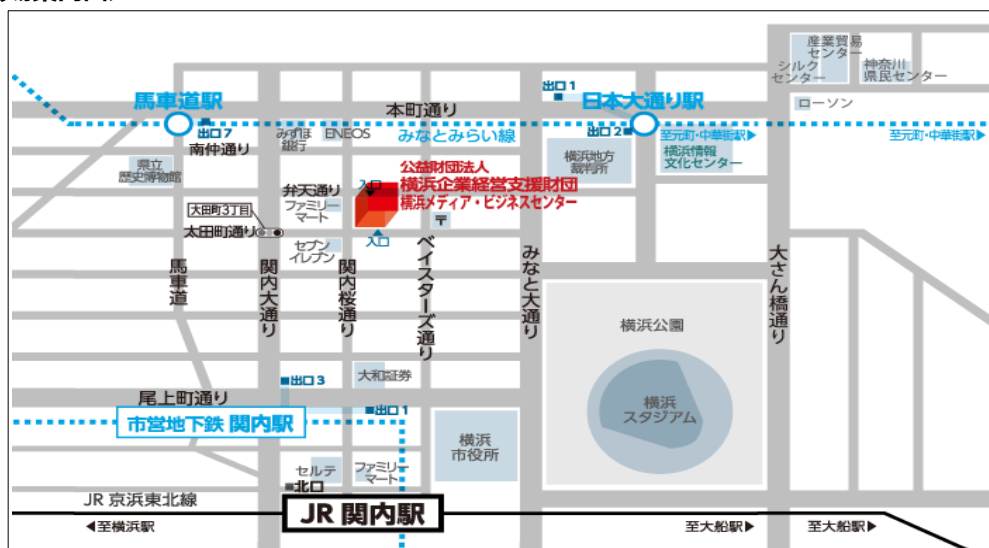 産業貿易
センター
シルク
センター
神奈川
県民センター
ローソン
馬車道駅
出口7
本町通り
出口1
日本大通り駅
出口2
みずほ
銀行
ENEOS
みなとみらい線
至元町・中華街駅▶
至元町・中華街駅▶
南仲通り
県立
歴史博物館
横浜地方
裁判所
横浜情報
文化センター
公益財団法人
横浜企業経営支援財団
横浜メディア・ビジネスセンター
入口
弁天通り
ファミリー
マート
大田町3丁目
太田町通り
セブン
イレブン
入口
〒
馬車道
関内大通り
関内桜通り
ベイスターズ通り
みなと大通り
大さん橋通り
横浜公園
横浜
スタジアム
出口3
大和証券
尾上町通り
出口1
市営地下鉄 関内駅
横浜
市役所
セルテ
ファミリー
マート
北口
JR 京浜東北線
JR 関内駅
◀至横浜駅
至大船駅▶
至大船駅▶